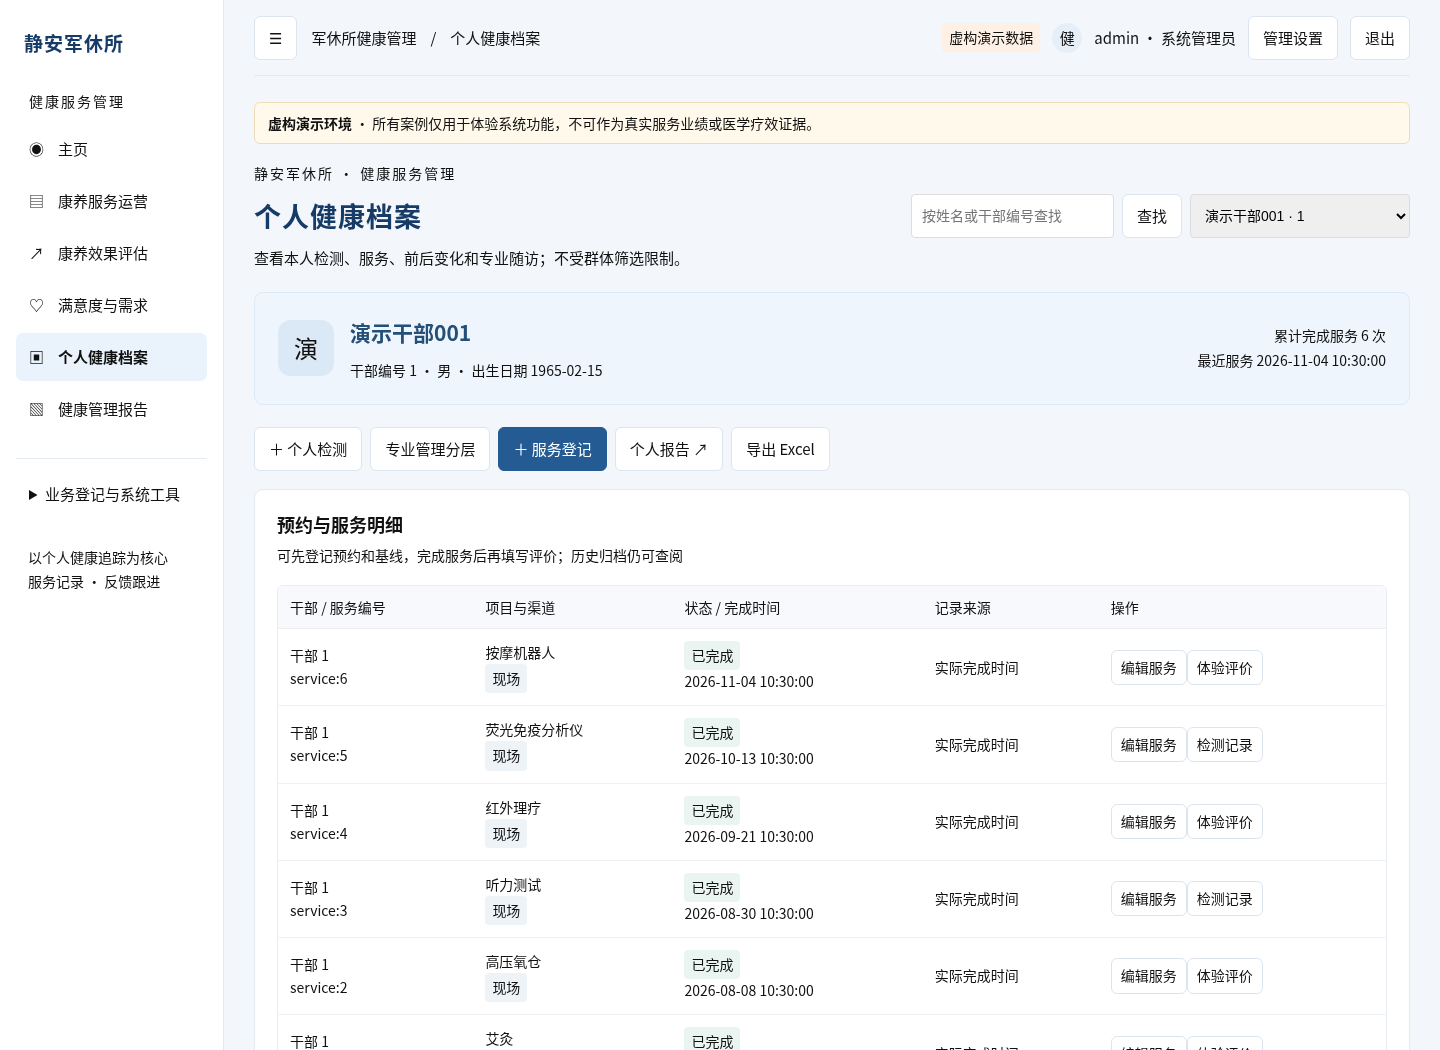 静安军休所
健康服务管理
◉ 主页
▤ 康养服务运营
↗ 康养效果评估
♡ 满意度与需求
▣ 个人健康档案
▧ 健康管理报告
▶ 业务登记与系统工具
以个人健康追踪为核心
服务记录 · 反馈跟进
☰ 军休所健康管理 / 个人健康档案 虚构演示数据 健 admin · 系统管理员 管理设置 退出
虚构演示环境 · 所有案例仅用于体验系统功能，不可作为真实服务业绩或医学疗效证据。
静安军休所 · 健康服务管理
个人健康档案
按姓名或干部编号查找 查找 演示干部001 · 1
查看本人检测、服务、前后变化和专业随访；不受群体筛选限制。
演 演示干部001
干部编号 1 · 男 · 出生日期 1965-02-15
累计完成服务 6 次
最近服务 2026-11-04 10:30:00
＋ 个人检测 专业管理分层 ＋ 服务登记 个人报告 ↗ 导出 Excel
预约与服务明细
可先登记预约和基线，完成服务后再填写评价；历史归档仍可查阅
干部 / 服务编号 项目与渠道 状态 / 完成时间 记录来源 操作
干部 1 按摩机器人 已完成 实际完成时间 编辑服务 体验评价
service:6 现场 2026-11-04 10:30:00
干部 1 荧光免疫分析仪 已完成 实际完成时间 编辑服务 检测记录
service:5 现场 2026-10-13 10:30:00
干部 1 红外理疗 已完成 实际完成时间 编辑服务 体验评价
service:4 现场 2026-09-21 10:30:00
干部 1 听力测试 已完成 实际完成时间 编辑服务 检测记录
service:3 现场 2026-08-30 10:30:00
干部 1 高压氧仓 已完成 实际完成时间 编辑服务 体验评价
service:2 现场 2026-08-08 10:30:00
干部 1 艾灸 已完成